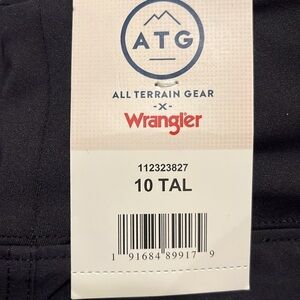 ATG
ALL TERRAIN GEAR
-X-
Wrangler
112323827
10 TAL
1 91684 89917 9